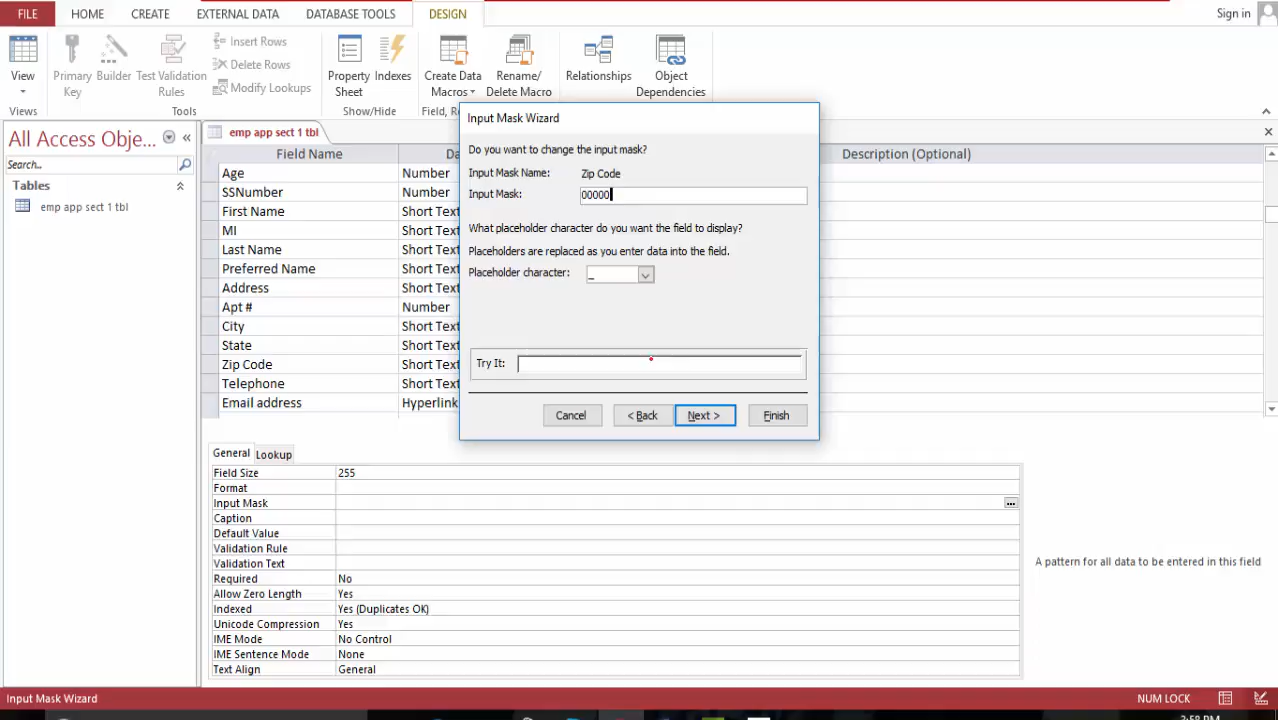 FILE HOME CREATE EXTERNAL DATA DATABASE TOOLS DESIGN Sign in
View
Views
Primary Key
Builder
Test Validation Rules
Insert Rows
Delete Rows
Modify Lookups
Tools
Property Sheet
Indexes
Show/Hide
Create Data Macros
Rename/ Delete Macro
Field, R
Relationships
Object Dependencies
All Access Obje...
Search...
Tables
emp app sect 1 tbl
emp app sect 1 tbl
Field Name Da Description (Optional)
Age Number
SSNumber Number
First Name Short Text
MI Short Text
Last Name Short Text
Preferred Name Short Text
Address Short Text
Apt # Number
City Short Text
State Short Text
Zip Code Short Text
Telephone Short Text
Email address Hyperlink
Input Mask Wizard
Do you want to change the input mask?
Input Mask Name: Zip Code
Input Mask: 00000
What placeholder character do you want the field to display?
Placeholders are replaced as you enter data into the field.
Placeholder character: _
Try It:
Cancel < Back Next > Finish
General Lookup
Field Size 255
Format
Input Mask ...
Caption
Default Value
Validation Rule
Validation Text
Required No
Allow Zero Length Yes
Indexed Yes (Duplicates OK)
Unicode Compression Yes
IME Mode No Control
IME Sentence Mode None
Text Align General
A pattern for all data to be entered in this field
Input Mask Wizard NUM LOCK